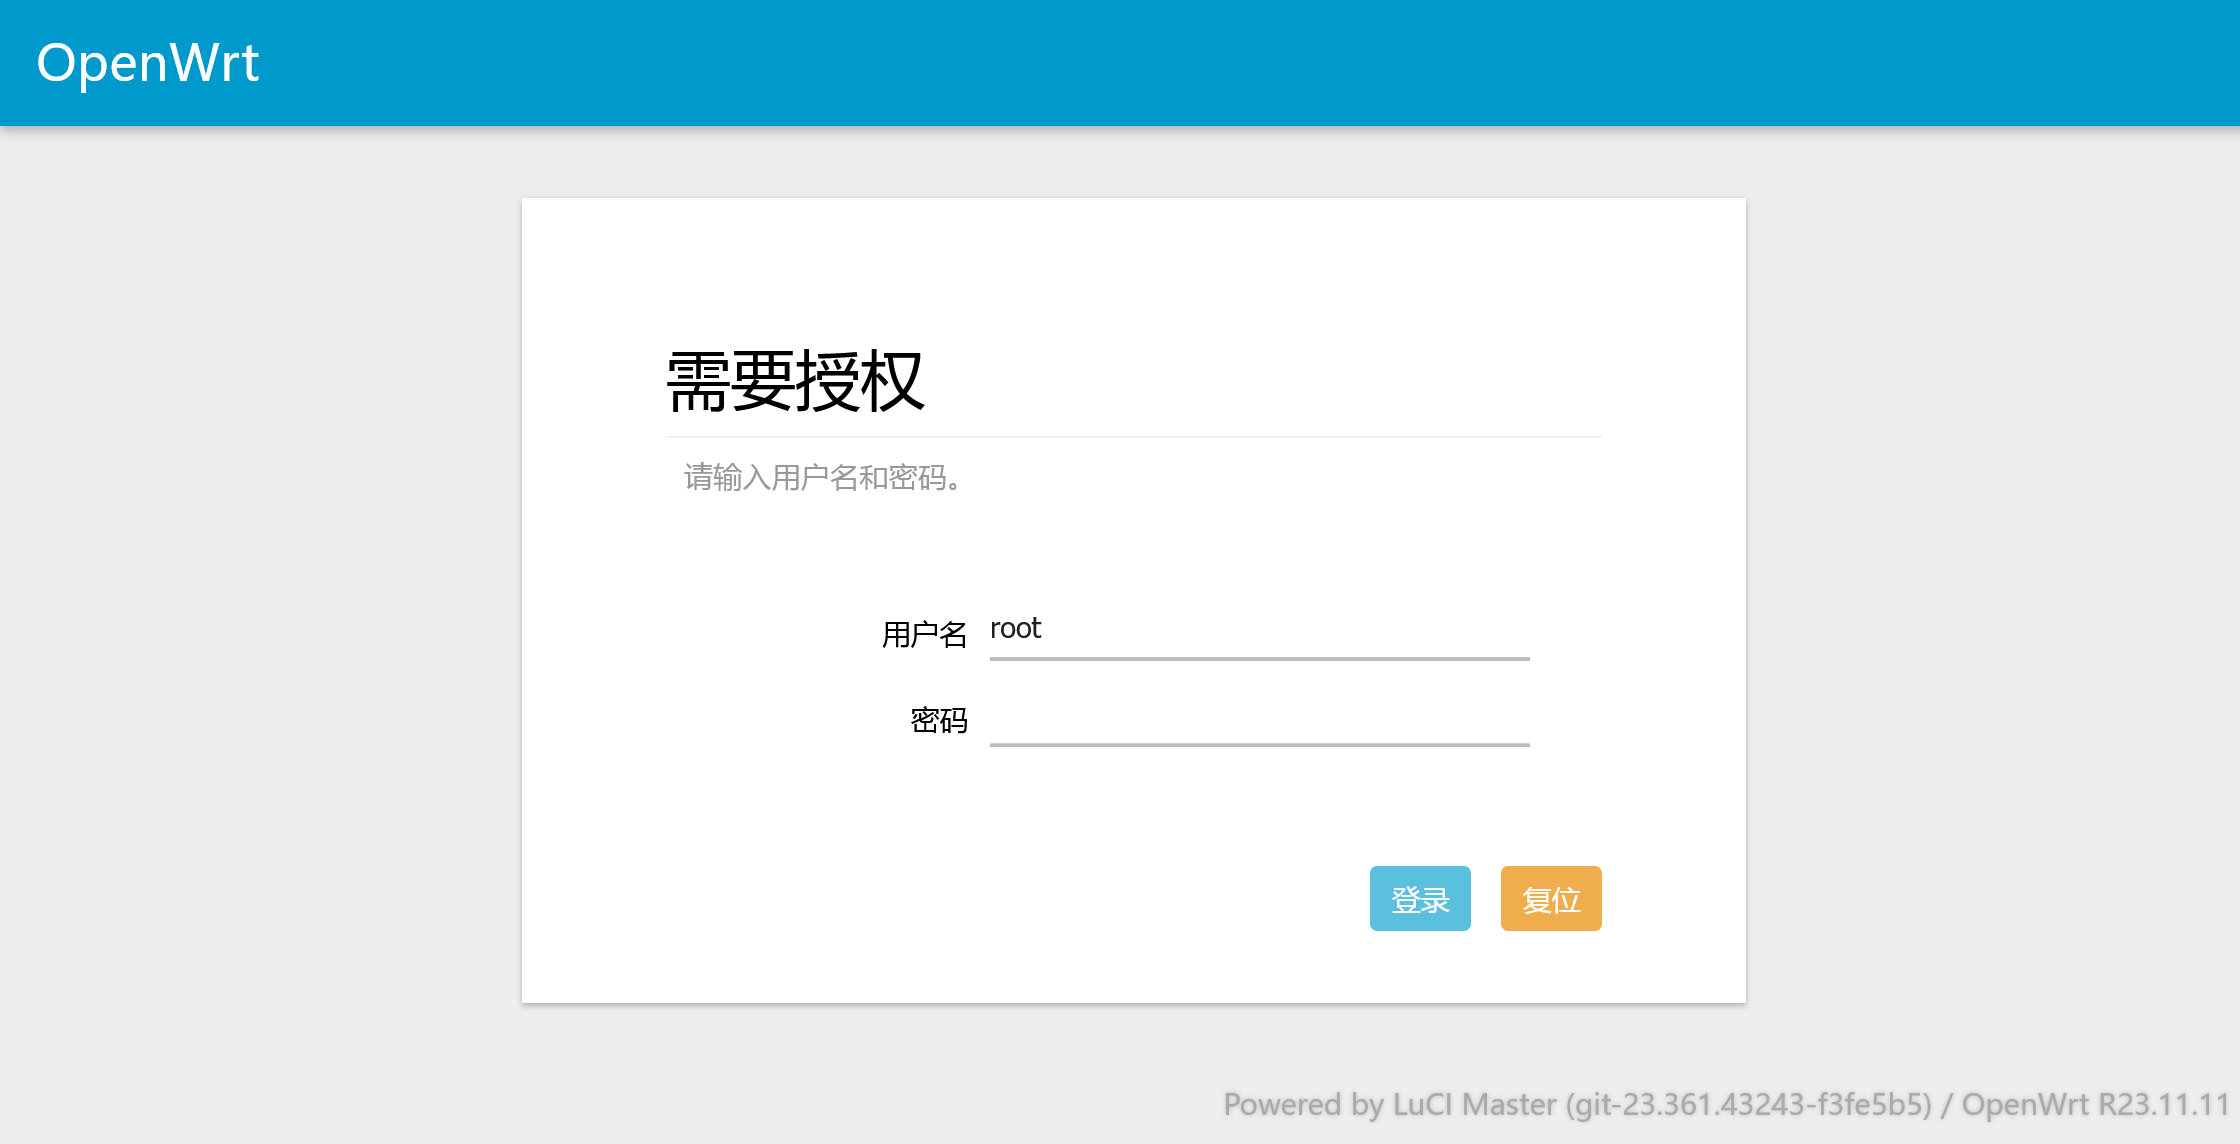 OpenWrt
需要授权
请输入用户名和密码。
用户名 root
密码
登录 复位
Powered by LuCI Master (git-23.361.43243-f3fe5b5) / OpenWrt R23.11.11